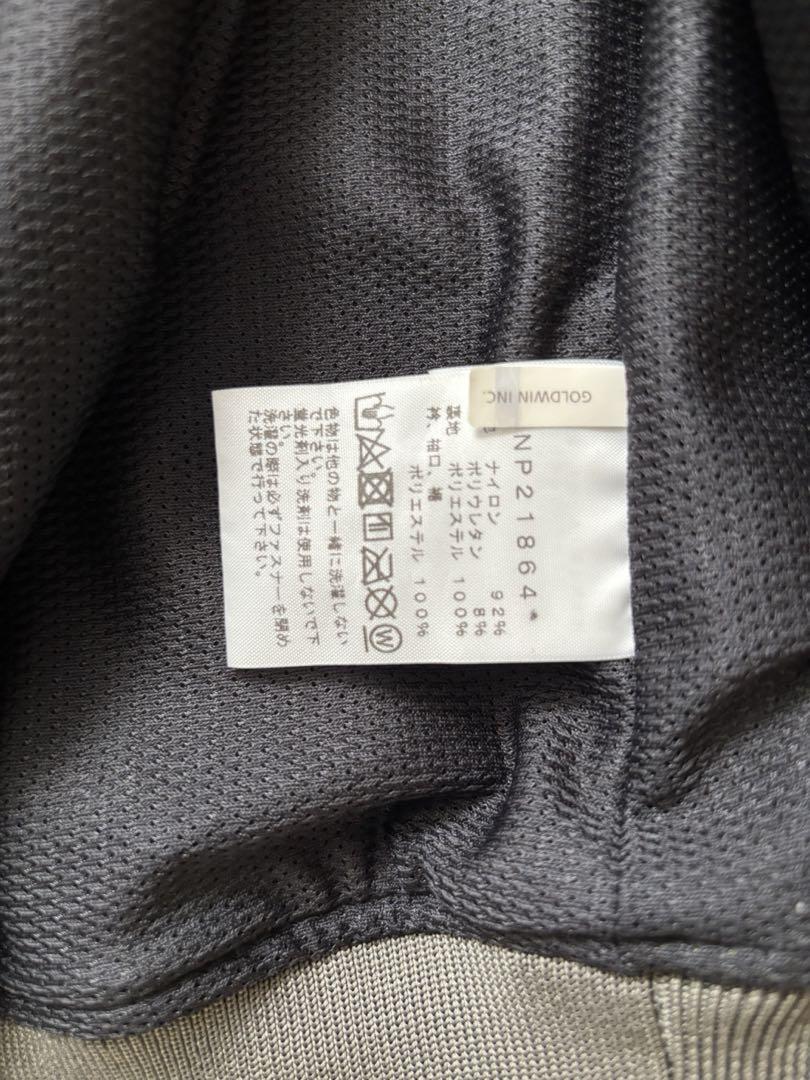 GOLDWIN INC.
NP21864
ナイロン 92%
ポリウレタン 8%
裏地 ポリエステル 100%
衿、袖口、裾
ポリエステル 100%
W
色物は他の物と一緒に洗濯しない
で下さい。
蛍光剤入り洗剤は使用しないで下
さい。
洗濯の際は必ずファスナーを閉め
た状態で行って下さい。